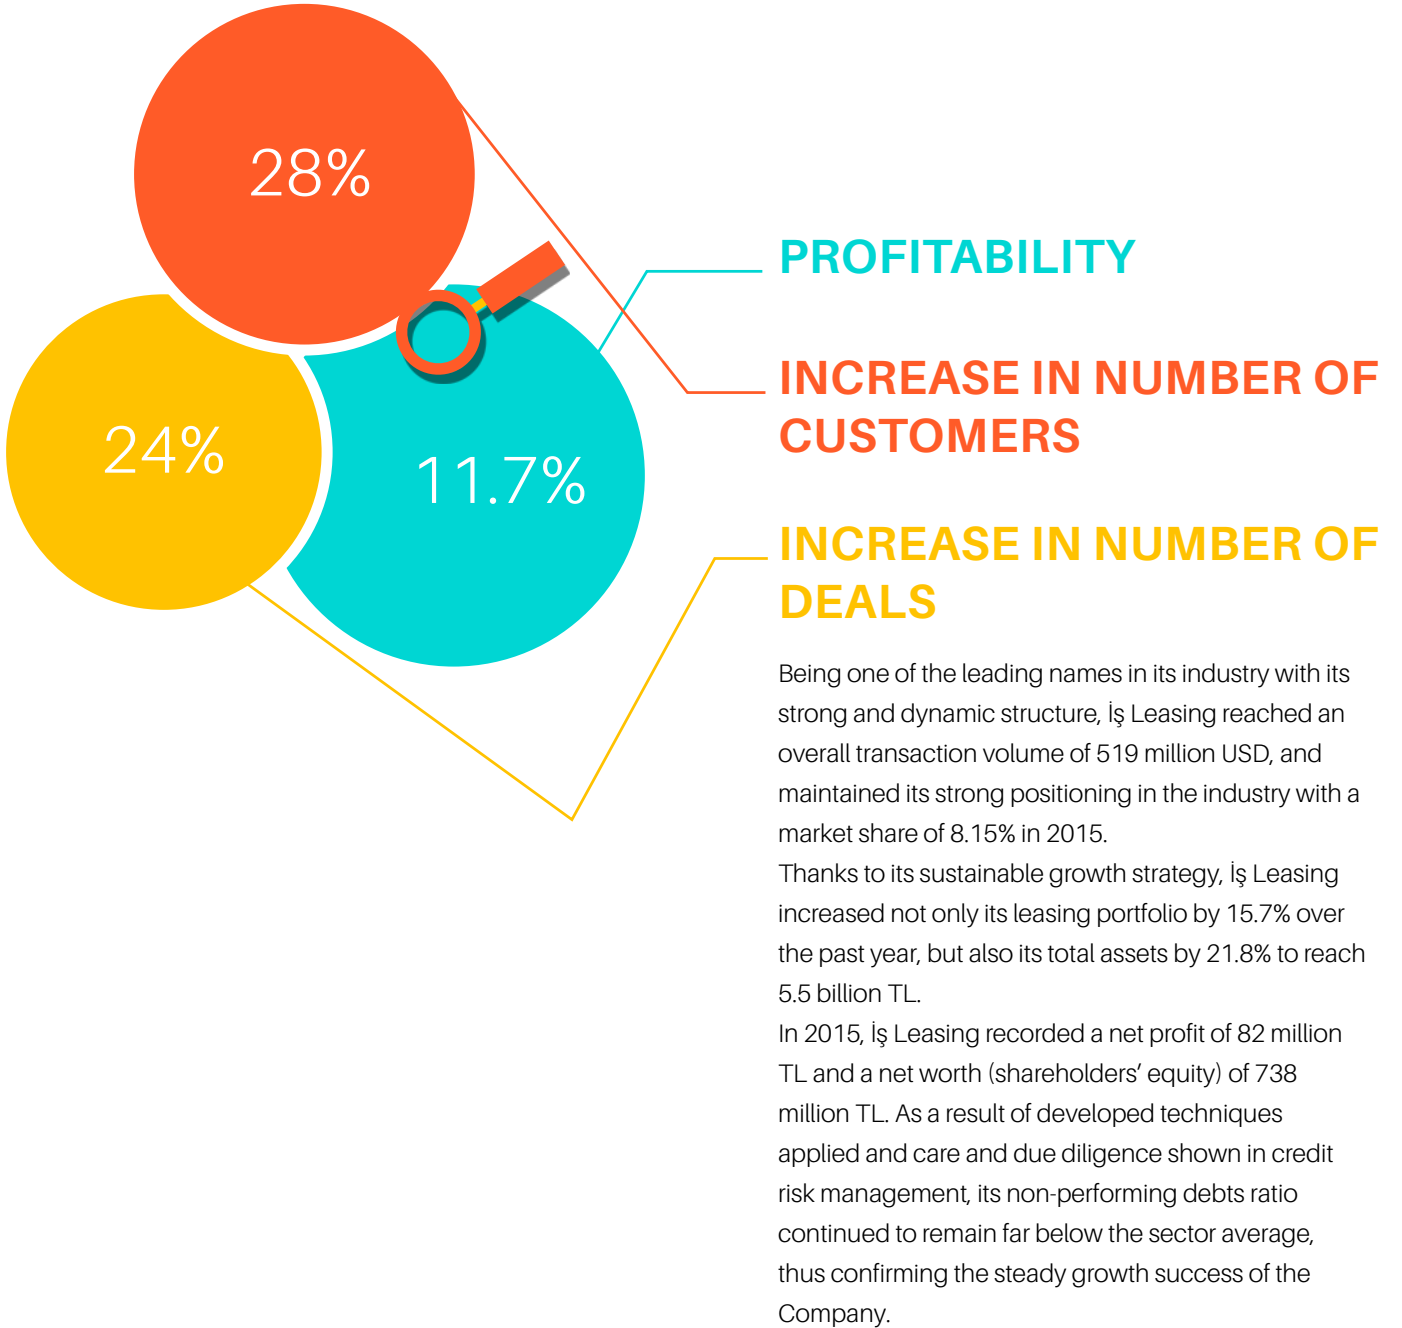 28%
24%
11.7%
PROFITABILITY
INCREASE IN NUMBER OF
CUSTOMERS
INCREASE IN NUMBER OF
DEALS
Being one of the leading names in its industry with its
strong and dynamic structure, İş Leasing reached an
overall transaction volume of 519 million USD, and
maintained its strong positioning in the industry with a
market share of 8.15% in 2015.
Thanks to its sustainable growth strategy, İş Leasing
increased not only its leasing portfolio by 15.7% over
the past year, but also its total assets by 21.8% to reach
5.5 billion TL.
In 2015, İş Leasing recorded a net profit of 82 million
TL and a net worth (shareholders’ equity) of 738
million TL. As a result of developed techniques
applied and care and due diligence shown in credit
risk management, its non-performing debts ratio
continued to remain far below the sector average,
thus confirming the steady growth success of the
Company.